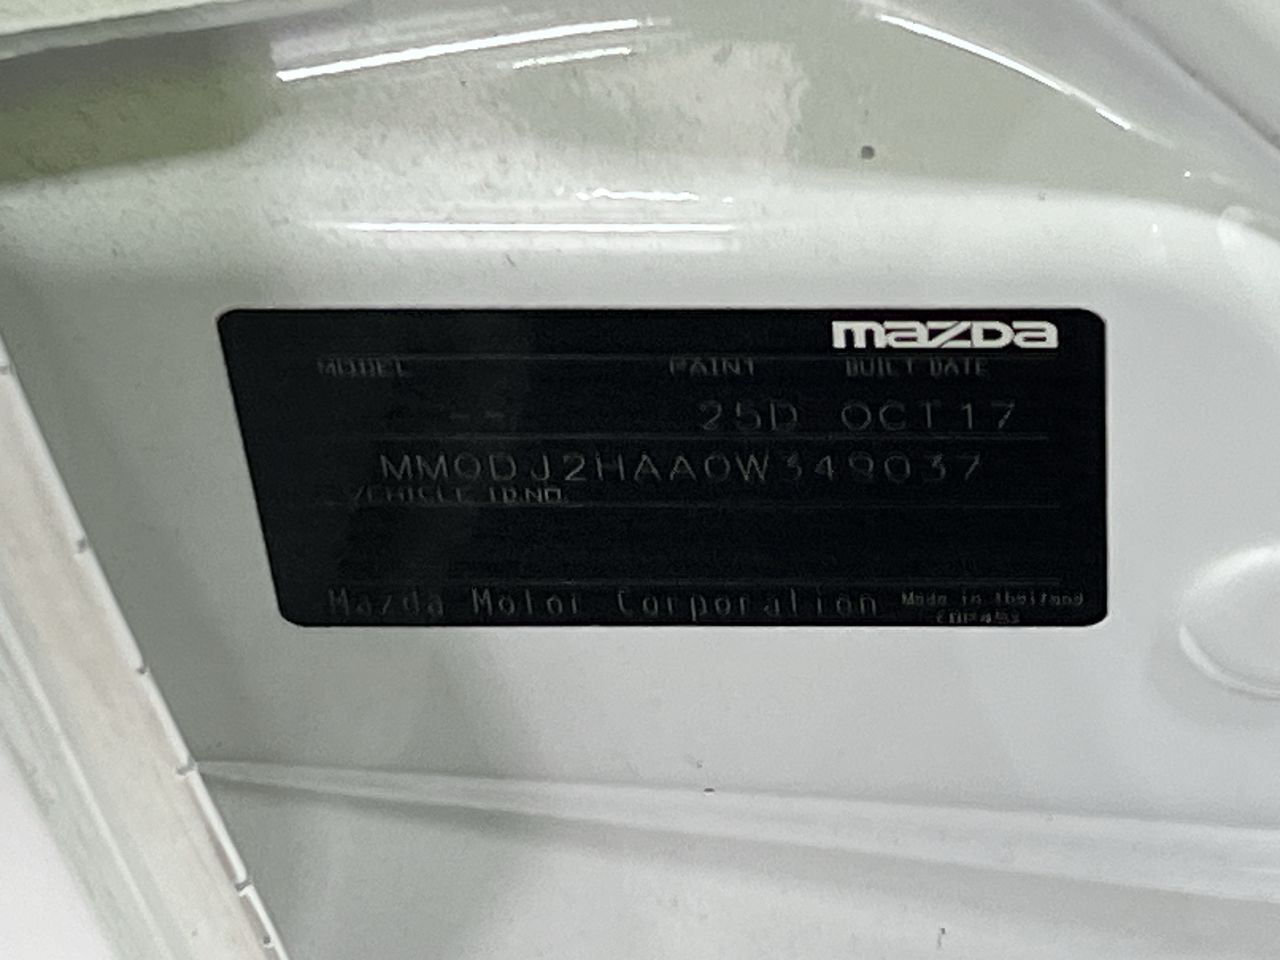 mazda
MODEL PAINT BUILT DATE
-- 25D OCT17
MM0DJ2HAA0W349037
VEHICLE ID.NO.
Mazda Motor Corporation Made in Thailand